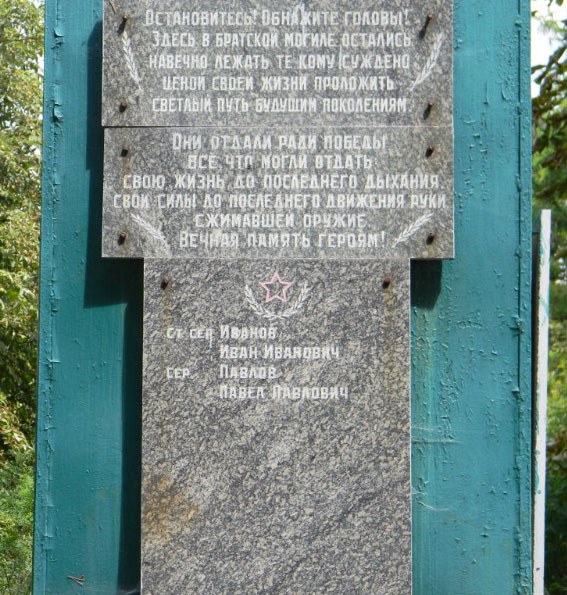 Остановитесь! Обнажите головы!
Здесь в братской могиле остались
навечно лежать те кому суждено
ценой своей жизни проложить
светлый путь будущим поколениям.
Они отдали ради победы
все, что могли отдать
свою жизнь, до последнего дыхания,
свои силы до последнего движения руки
сжимавшей оружие.
Вечная память героям!
ст сер Иванов
Иван Иванович
сер. Павлов
Павел Павлович